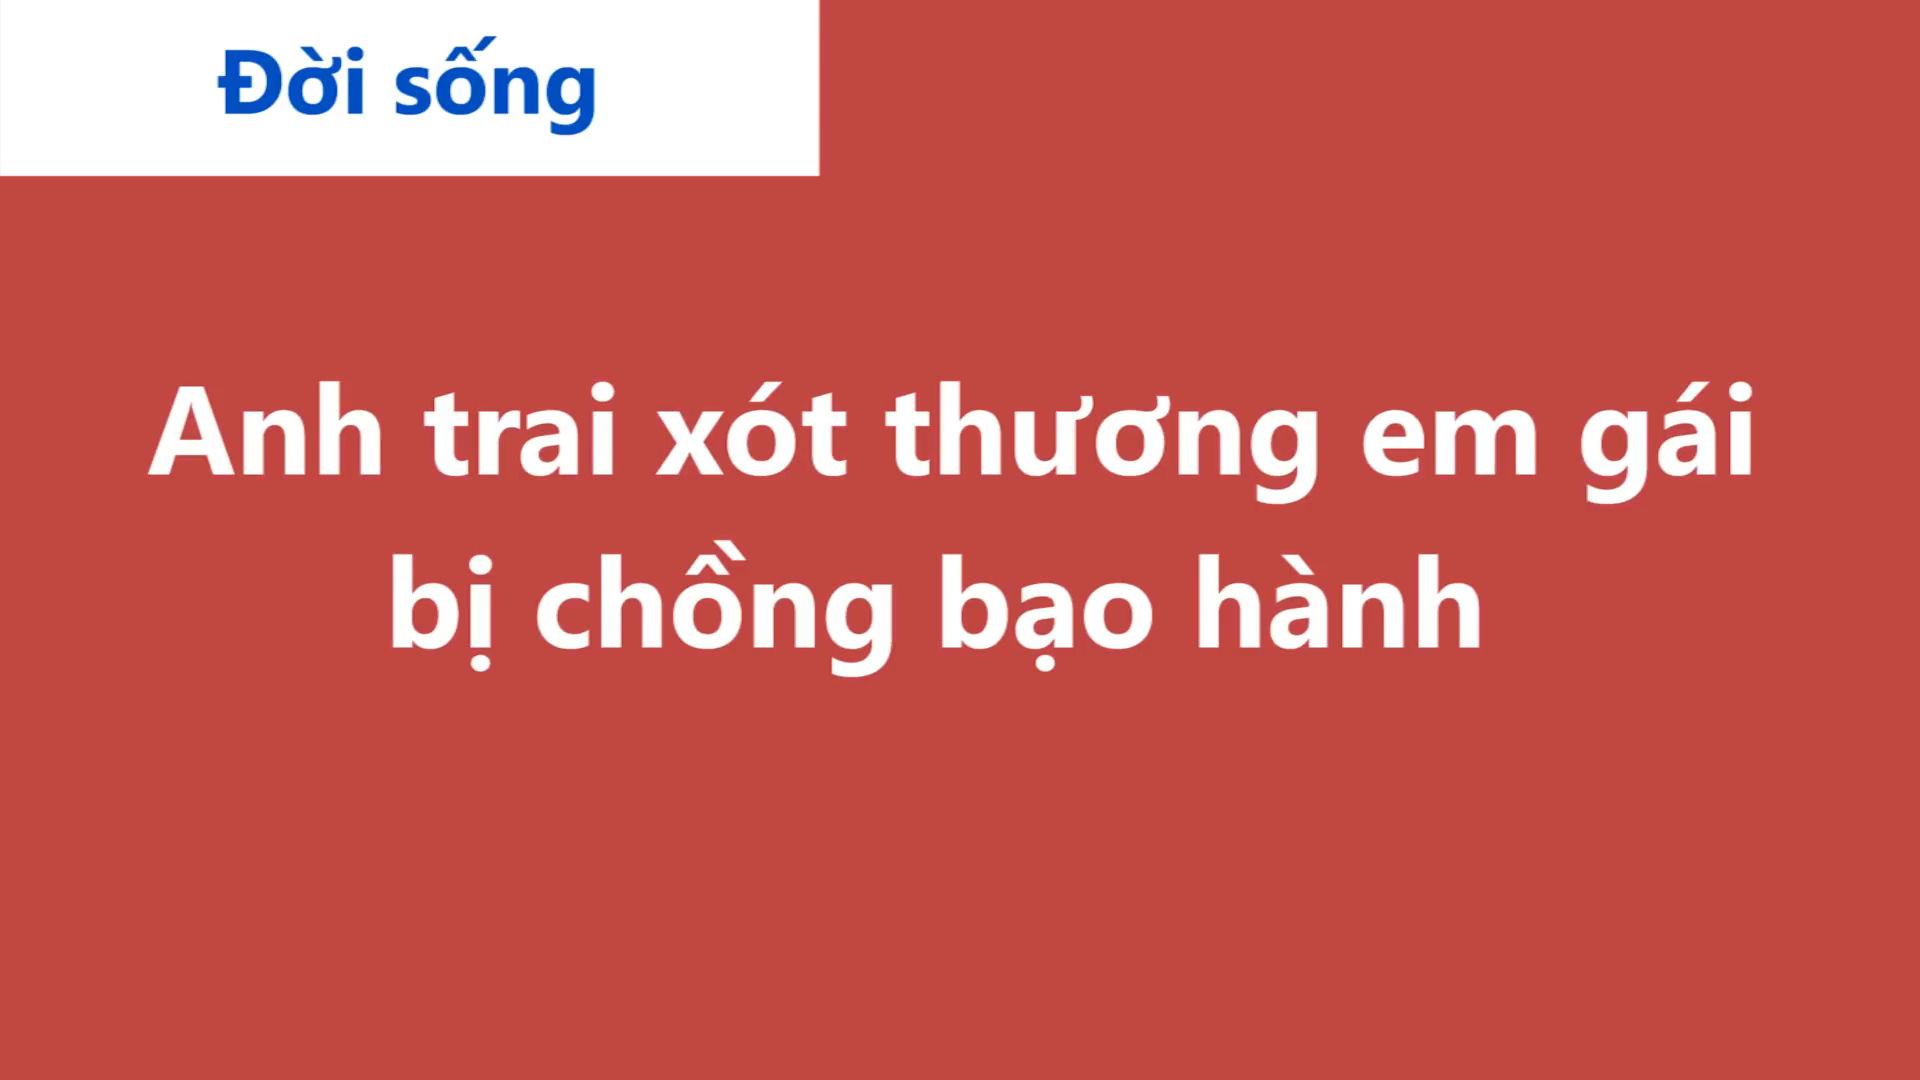 Đời sống
Anh trai xót thương em gái
bị chồng bạo hành